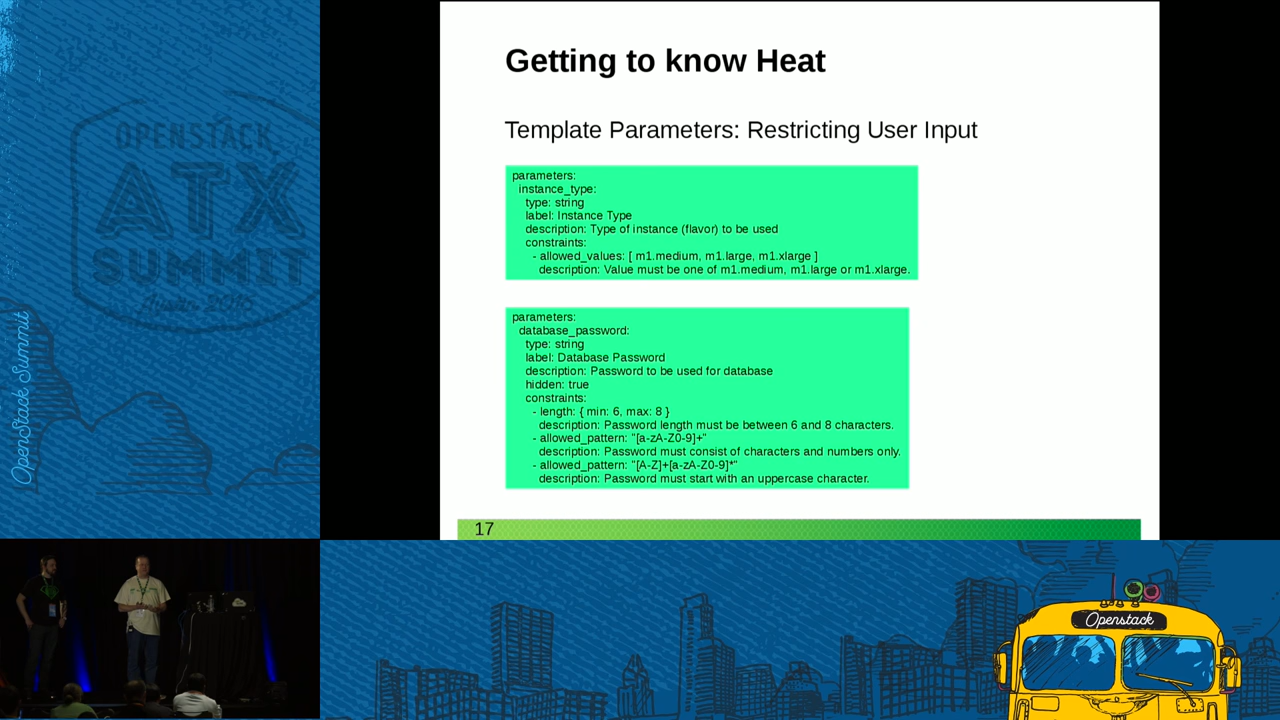 OPENSTACK
ATX
SUMMIT
Austin 2016
OpenStack Summit
Getting to know Heat
Template Parameters: Restricting User Input
parameters:
instance_type:
type: string
label: Instance Type
description: Type of instance (flavor) to be used
constraints:
- allowed_values: [ m1.medium, m1.large, m1.xlarge ]
description: Value must be one of m1.medium, m1.large or m1.xlarge.
parameters:
database_password:
type: string
label: Database Password
description: Password to be used for database
hidden: true
constraints:
- length: { min: 6, max: 8 }
description: Password length must be between 6 and 8 characters.
- allowed_pattern: "[a-zA-Z0-9]+"
description: Password must consist of characters and numbers only.
- allowed_pattern: "[A-Z]+[a-zA-Z0-9]*"
description: Password must start with an uppercase character.
17
Openstack